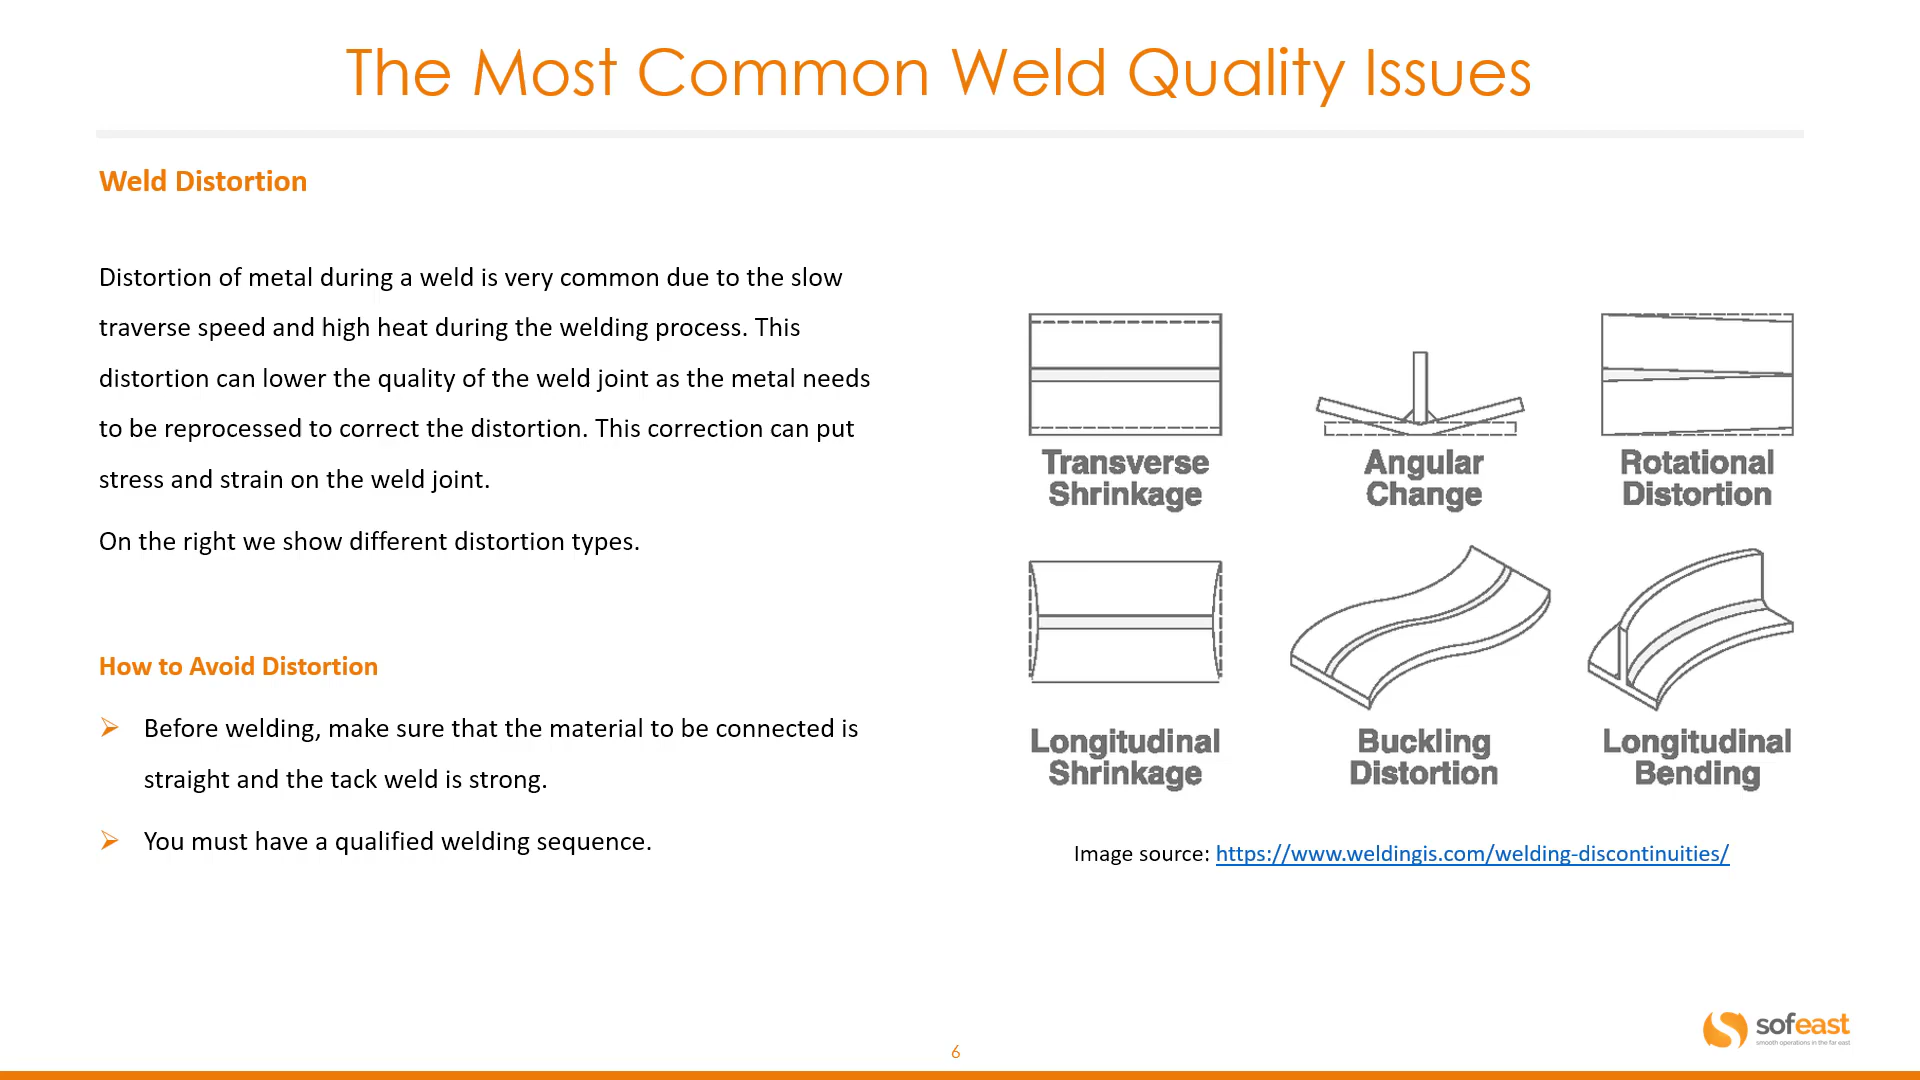 The Most Common Weld Quality Issues
Weld Distortion
Distortion of metal during a weld is very common due to the slow
traverse speed and high heat during the welding process. This
distortion can lower the quality of the weld joint as the metal needs
to be reprocessed to correct the distortion. This correction can put
stress and strain on the weld joint.
On the right we show different distortion types.
How to Avoid Distortion
Before welding, make sure that the material to be connected is
straight and the tack weld is strong.
You must have a qualified welding sequence.
Transverse
Shrinkage
Angular
Change
Rotational
Distortion
Longitudinal
Shrinkage
Buckling
Distortion
Longitudinal
Bending
Image source: https://www.weldingis.com/welding-discontinuities/
6
sofeast
smooth operations in the far east